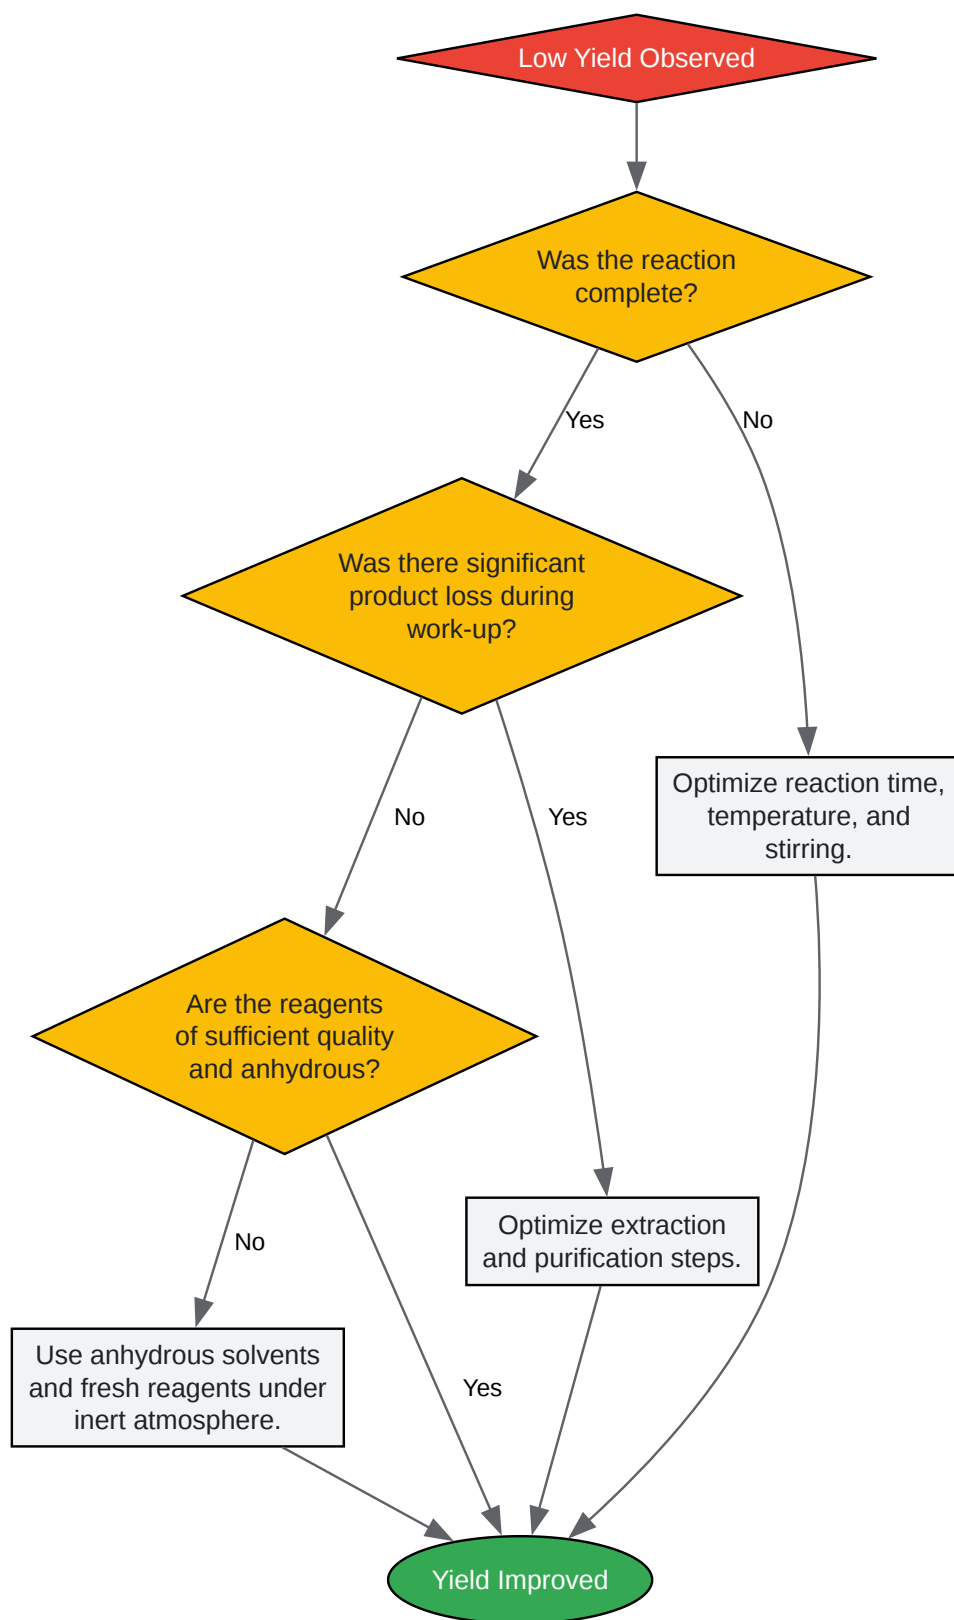 Low Yield Observed
Was the reaction
complete?
Yes
No
Was there significant
product loss during
work-up?
Optimize reaction time,
temperature, and
stirring.
No
Yes
Are the reagents
of sufficient quality
and anhydrous?
Optimize extraction
and purification steps.
No
Use anhydrous solvents
and fresh reagents under
inert atmosphere.
Yes
Yield Improved